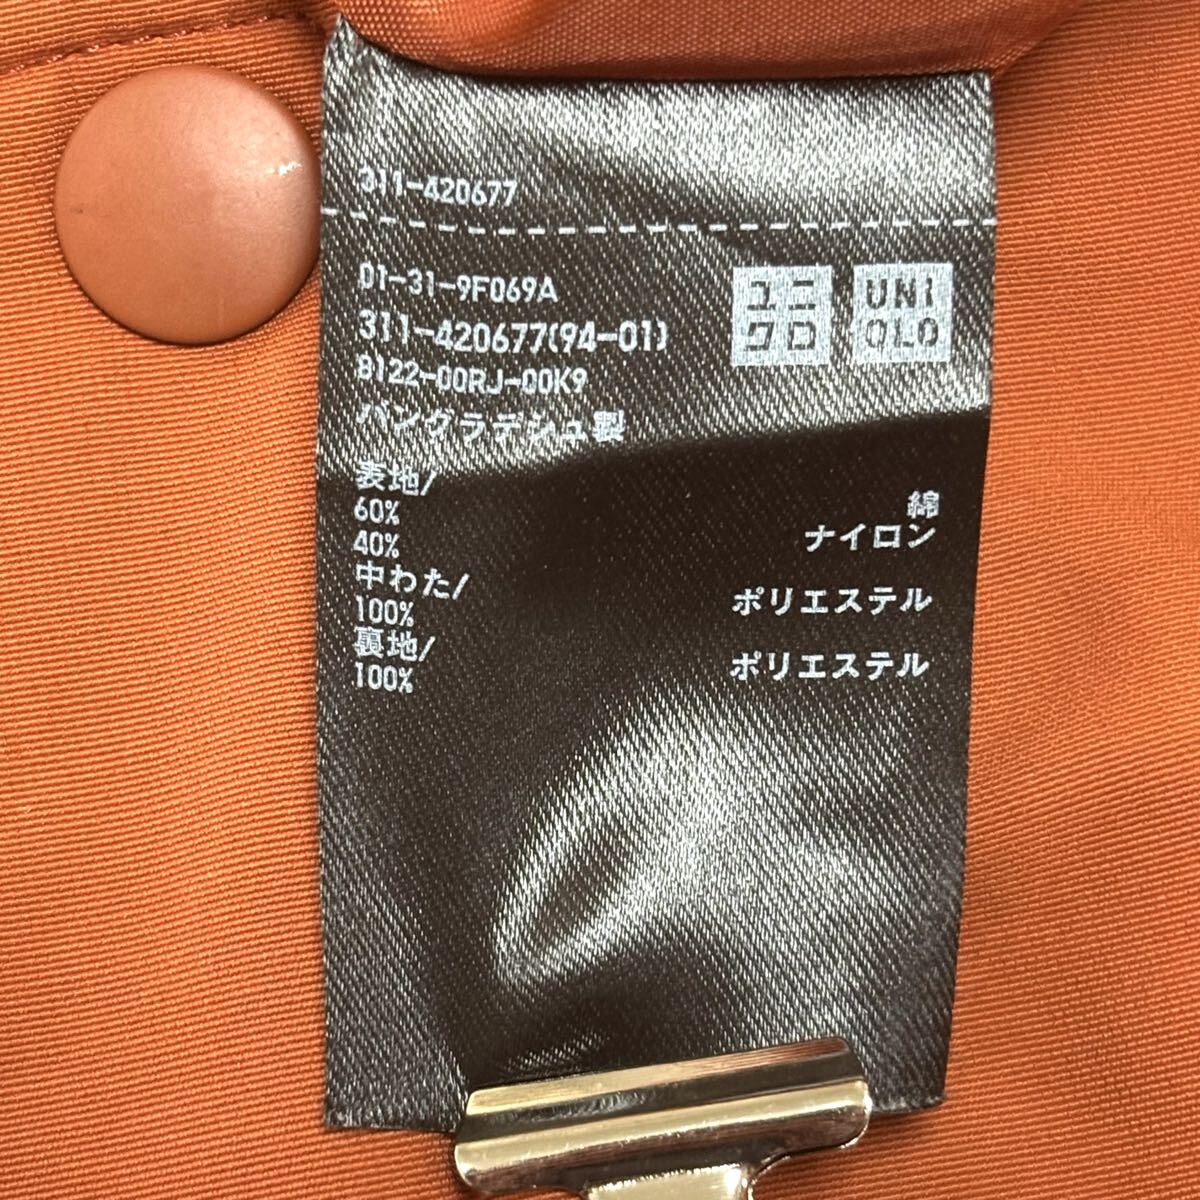 311-420677
01-31-9F069A
311-420677(94-01)
8122-00RJ-00K9
バングラデシュ製
ユニ
クロ
UNI
QLO
表地/
60% 綿
40% ナイロン
中わた/
100% ポリエステル
裏地/
100% ポリエステル